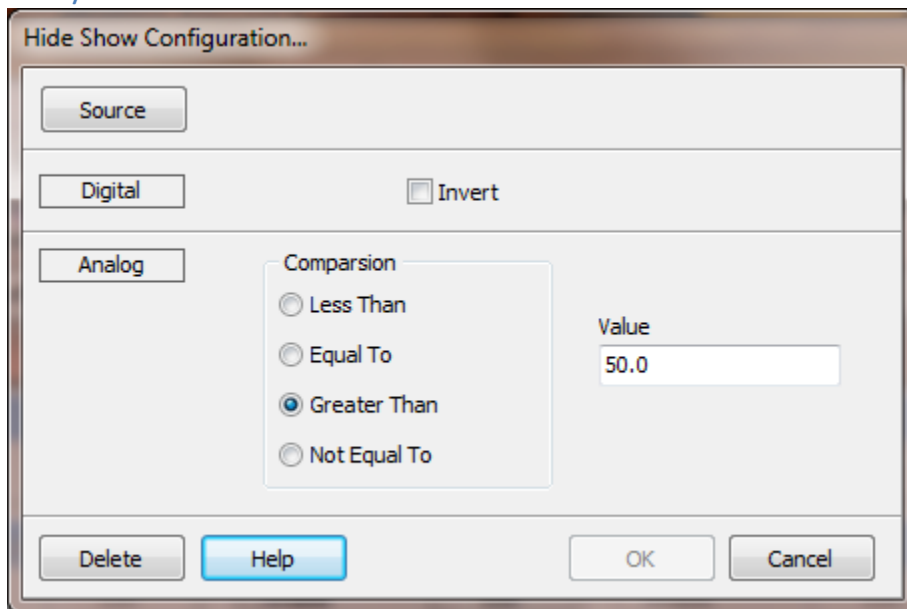 Hide Show Configuration...
Source
Digital
Invert
Analog
Comparsion
Less Than
Equal To
Greater Than
Not Equal To
Value
50.0
Delete
Help
OK
Cancel